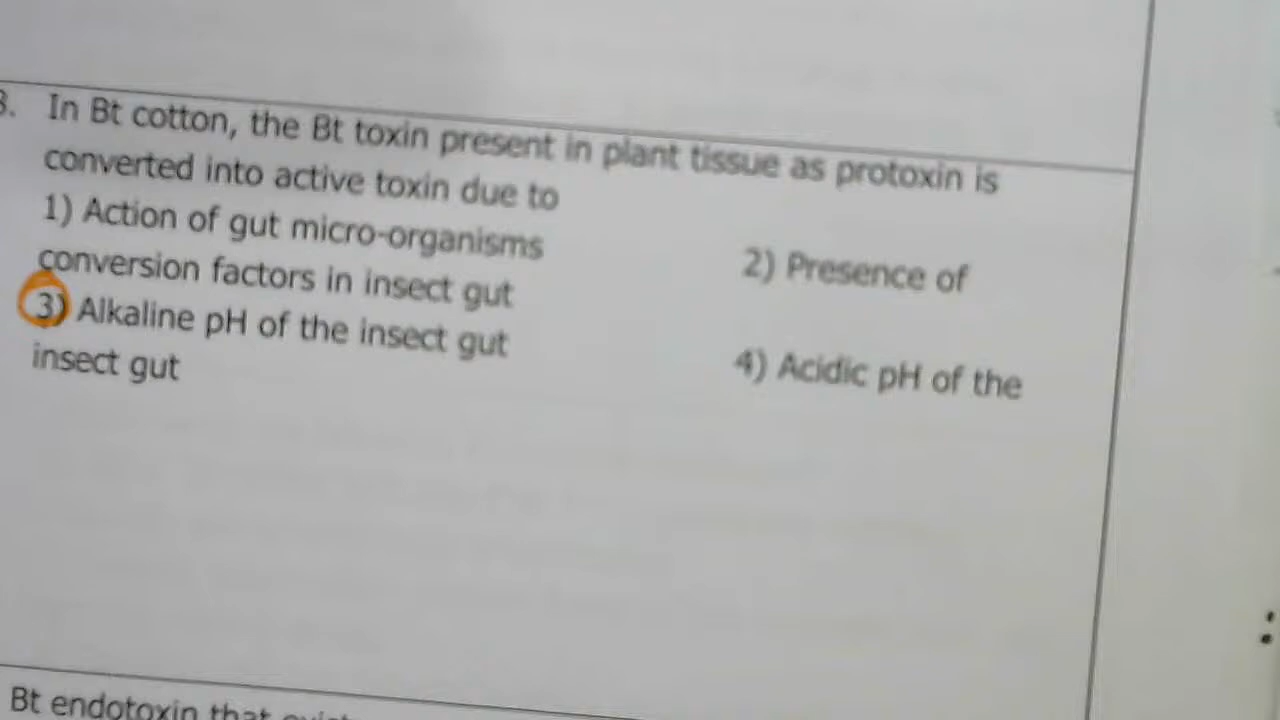 3. In Bt cotton, the Bt toxin present in plant tissue as protoxin is
converted into active toxin due to
1) Action of gut micro-organisms 2) Presence of
conversion factors in insect gut
3) Alkaline pH of the insect gut 4) Acidic pH of the
insect gut
Bt endotoxin that